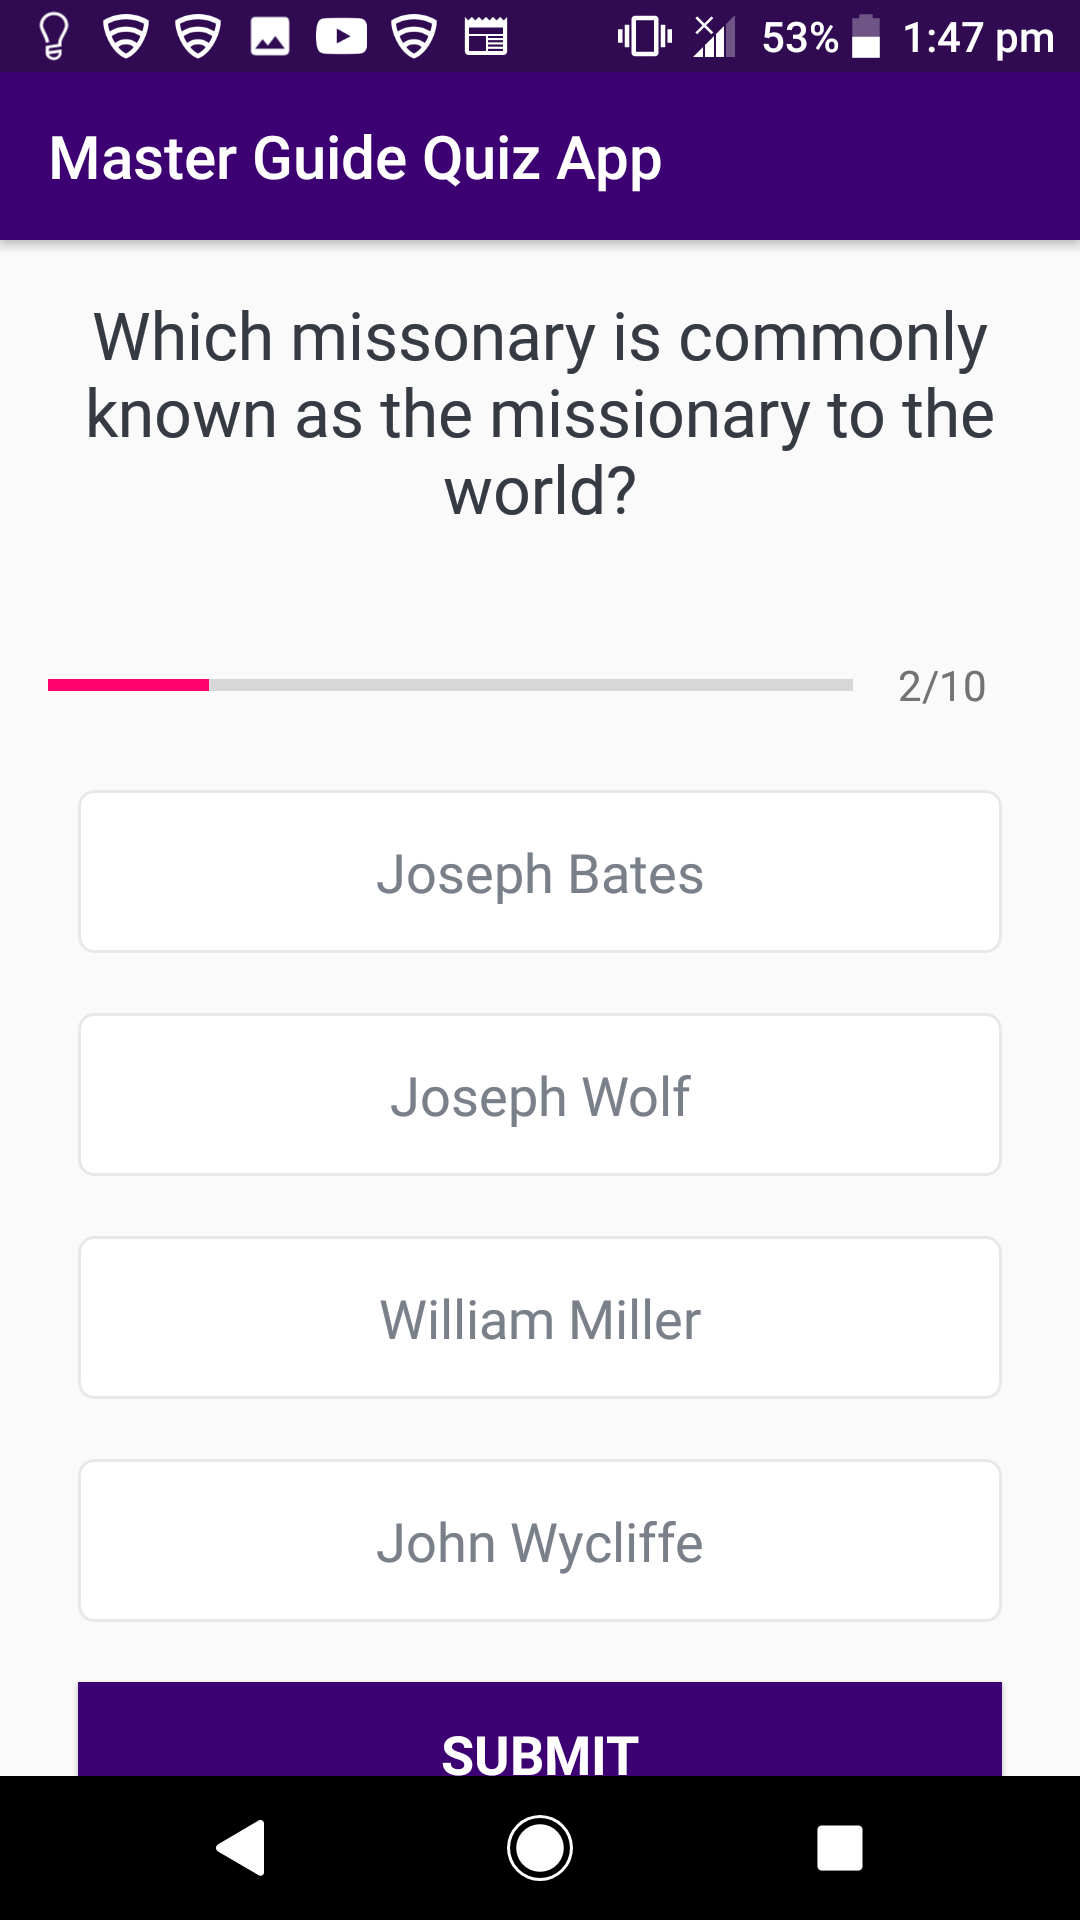 53% 1:47 pm
Master Guide Quiz App
Which missonary is commonly
known as the missionary to the
world?
2/10
Joseph Bates
Joseph Wolf
William Miller
John Wycliffe
SUBMIT